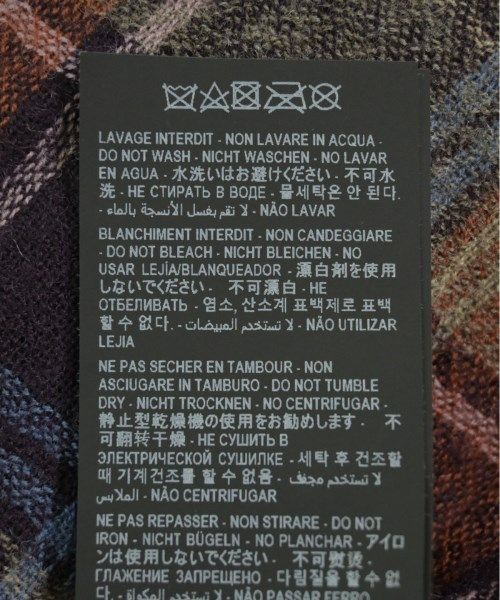 LAVAGE INTERDIT - NON LAVARE IN ACQUA -
DO NOT WASH - NICHT WASCHEN - NO LAVAR
EN AGUA - 水洗いはお避けください - 不可水
洗 - НЕ СТИРАТЬ В ВОДЕ - 물세탁은 안 된다.
- لا تقم بغسل الأنسجة بالماء - NÃO LAVAR
BLANCHIMENT INTERDIT - NON CANDEGGIARE
- DO NOT BLEACH - NICHT BLEICHEN - NO
USAR LEJÍA/BLANQUEADOR - 漂白剤を使用
しないでください - 不可漂白 - НЕ
ОТБЕЛИВАТЬ - 염소, 산소계 표백제로 표백
할 수 없다. - لا تستخدم المبيضات - NÃO UTILIZAR
LEJIA
NE PAS SECHER EN TAMBOUR - NON
ASCIUGARE IN TAMBURO - DO NOT TUMBLE
DRY - NICHT TROCKNEN - NO CENTRIFUGAR -
静止型乾燥機の使用をお勧めします - 不
可翻转干燥 - НЕ СУШИТЬ В
ЭЛЕКТРИЧЕСКОЙ СУШИЛКЕ - 세탁 후 건조할
때 기계건조를 할 수 없음 - لا تستخدم مجفف
الملابس - NÃO CENTRIFUGAR
NE PAS REPASSER - NON STIRARE - DO NOT
IRON - NICHT BÜGELN - NO PLANCHAR - アイロ
ンは使用しないでください - 不可熨烫 -
ГЛАЖЕНИЕ ЗАПРЕЩЕНО - 다림질을 할 수
없다 - لا تستخدم المكواة - NÃO PASSAR FERRO